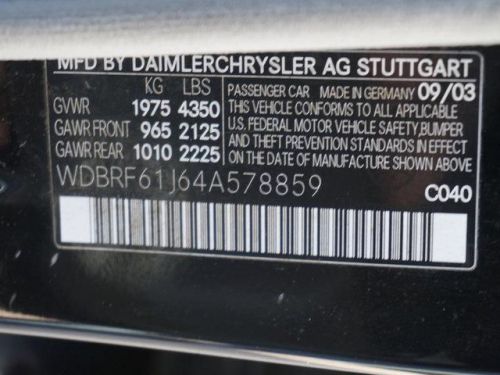 MFD BY DAIMLERCHRYSLER AG STUTTGART
KG LBS
GVWR 1975 4350
GAWR FRONT 965 2125
GAWR REAR 1010 2225
PASSENGER CAR MADE IN GERMANY 09/03
THIS VEHICLE CONFORMS TO ALL APPLICABLE
U.S. FEDERAL MOTOR VEHICLE SAFETY, BUMPER
AND THEFT PREVENTION STANDARDS IN EFFECT
ON THE DATE OF MANUFACTURE SHOWN ABOVE.
WDBRF61J64A578859
C040